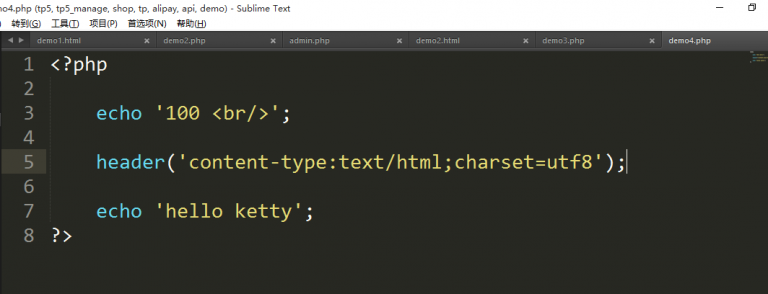 mo4.php (tp5, tp5_manage, shop, tp, alipay, api, demo) - Sublime Text
) 转到(G) 工具(T) 项目(P) 首选项(N) 帮助(H)
demo1.html demo2.php admin.php demo2.html demo3.php demo4.php
1 <?php
2
3 echo '100 <br/>';
4
5 header('content-type:text/html;charset=utf8');
6
7 echo 'hello ketty';
8 ?>